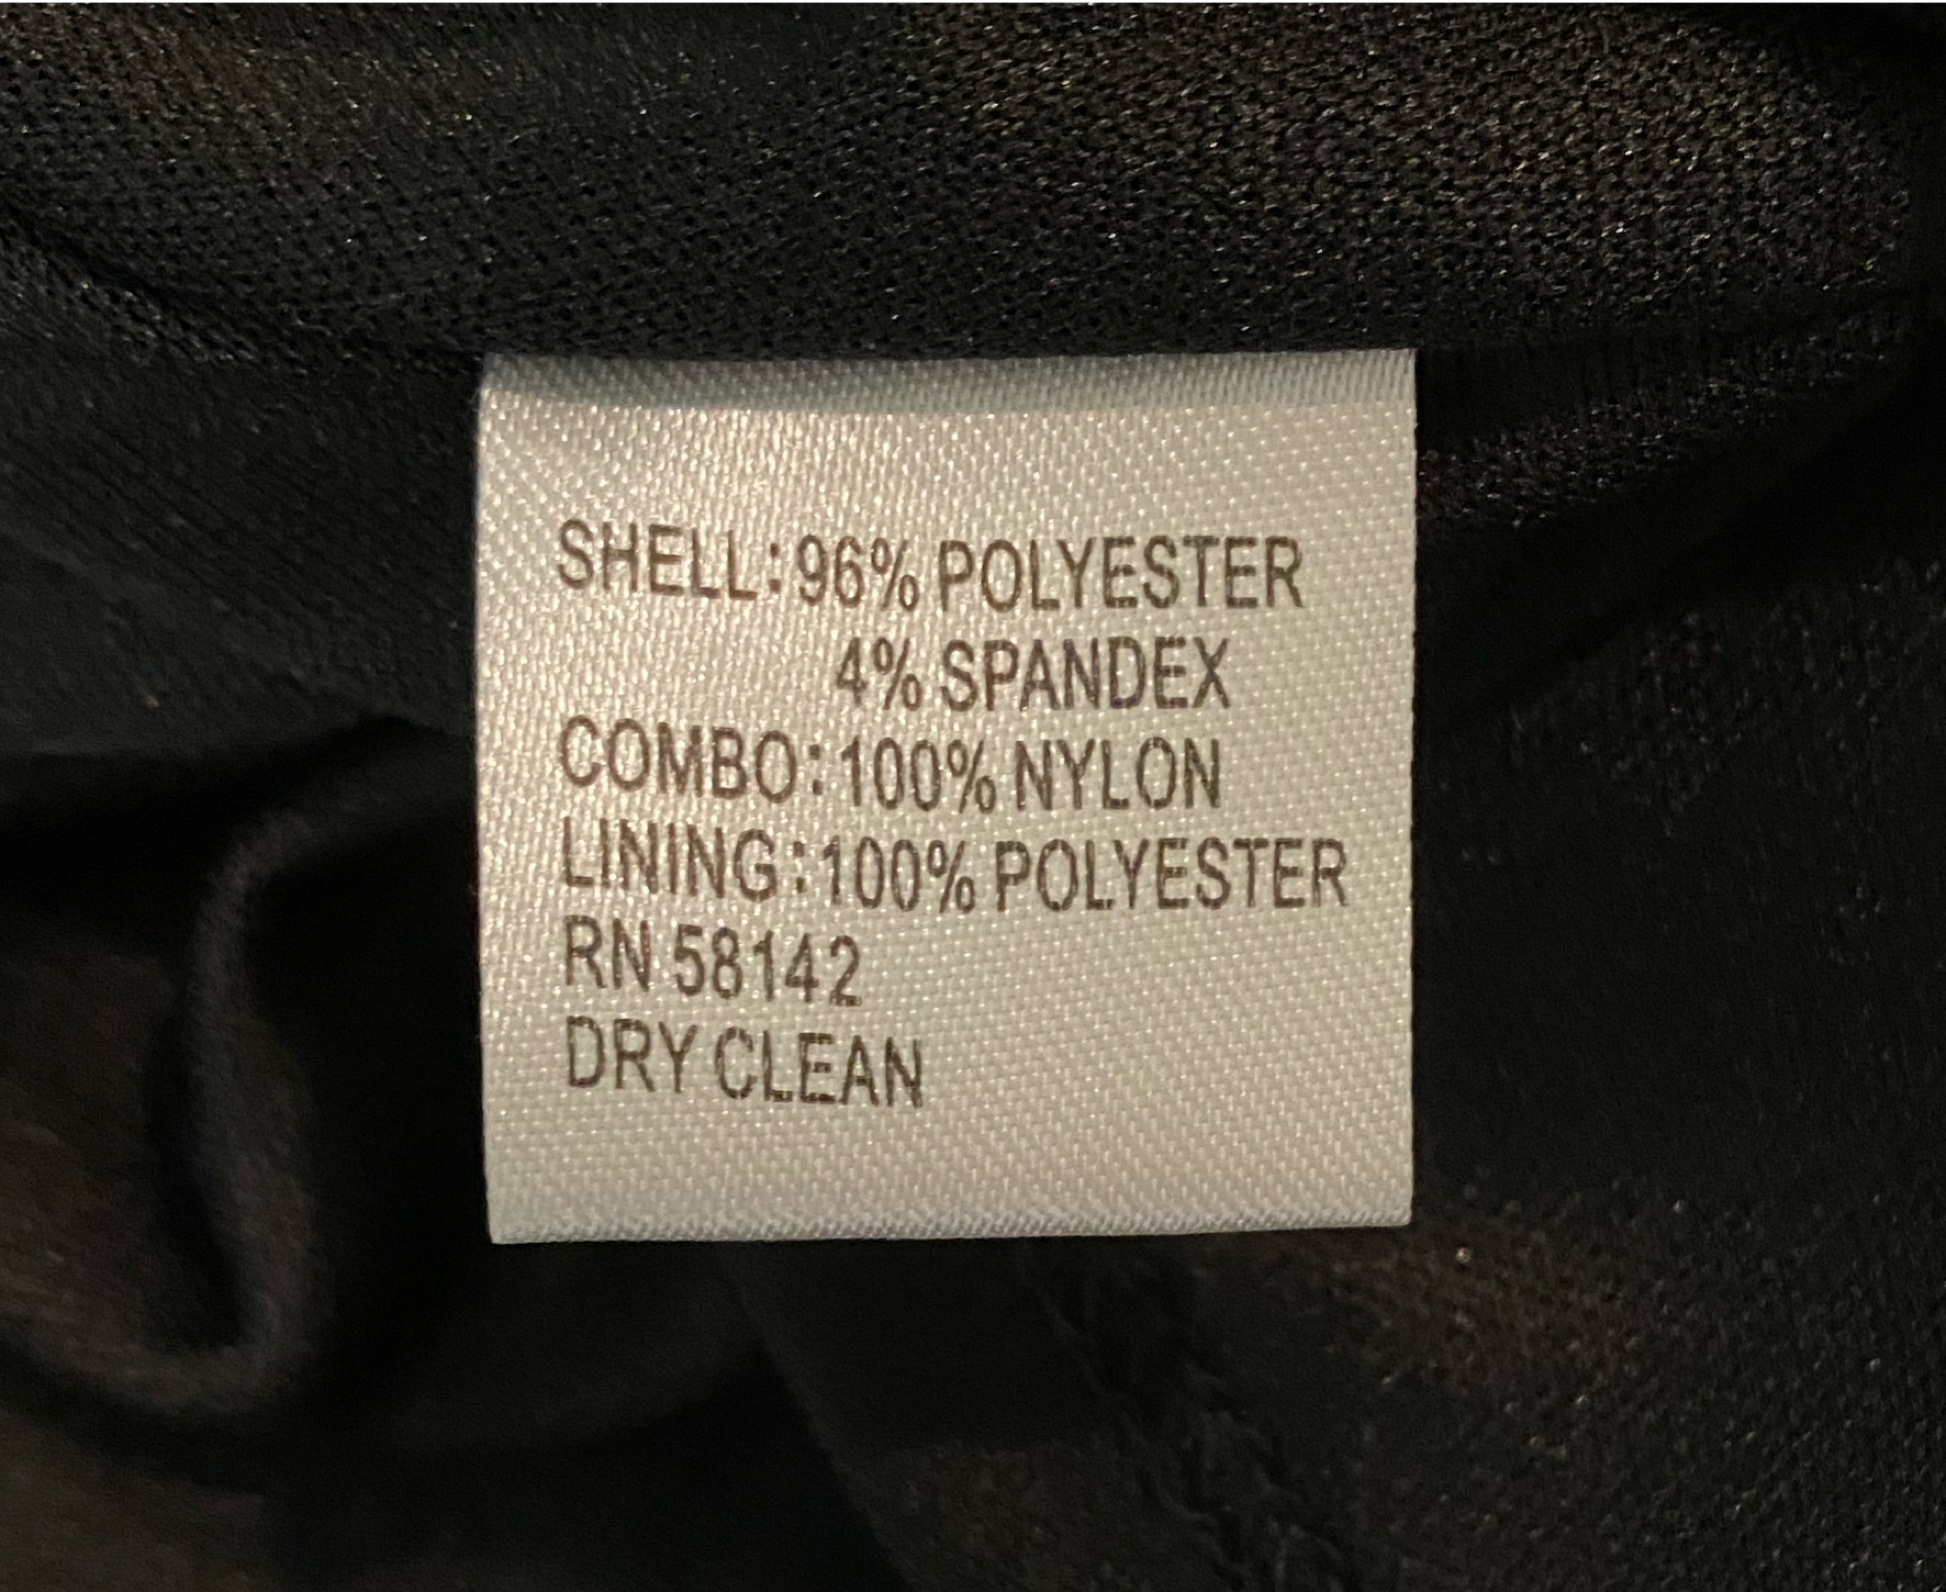 SHELL:96% POLYESTER
4% SPANDEX
COMBO:100% NYLON
LINING:100% POLYESTER
RN 58142
DRY CLEAN